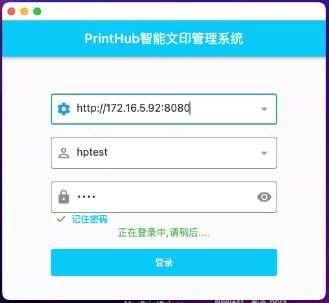 PrintHub智能文印管理系统
http://172.16.5.92:8080
hptest
••••
记住密码
正在登录中,请稍后....
登录